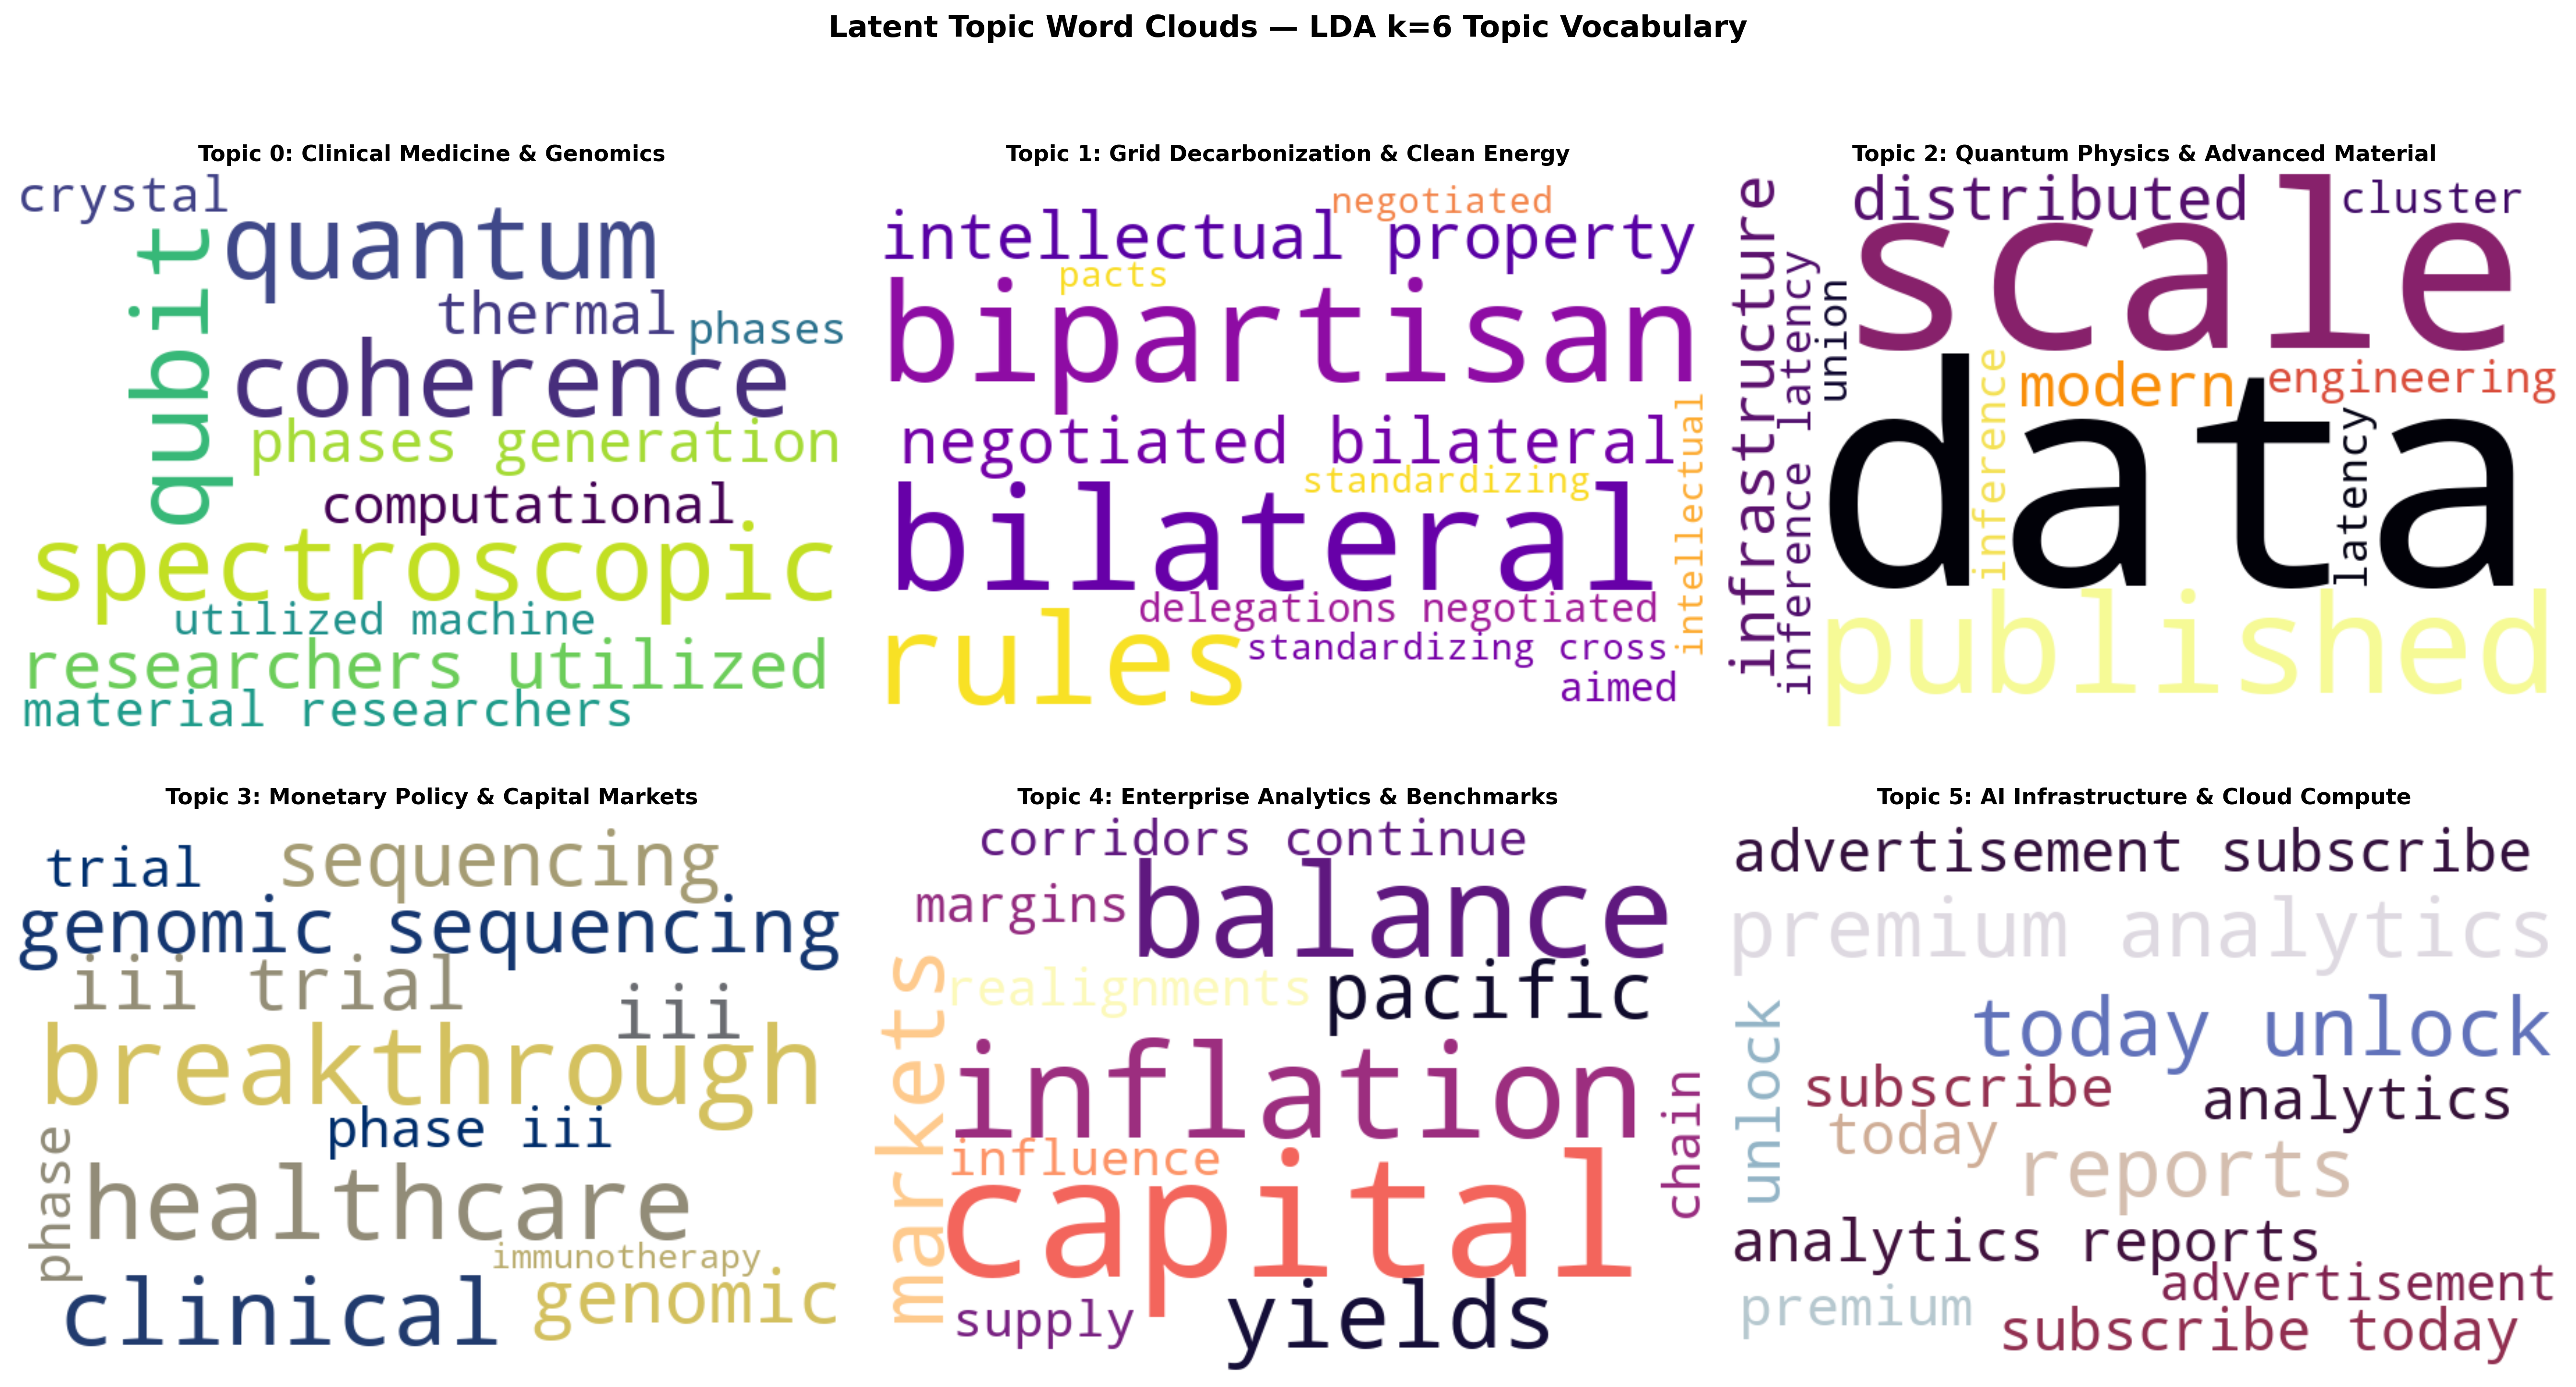 Latent Topic Word Clouds — LDA k=6 Topic Vocabulary
Topic 0: Clinical Medicine & Genomics
crystal
qubit
quantum
thermal
phases
coherence
phases generation
computational
spectroscopic
utilized machine
researchers utilized
material researchers
Topic 1: Grid Decarbonization & Clean Energy
negotiated
intellectual property
pacts
bipartisan
negotiated bilateral
intellectual
standardizing
bilateral
delegations negotiated
rules
standardizing cross
aimed
Topic 2: Quantum Physics & Advanced Material
infrastructure
distributed
cluster
scale
inference latency
union
inference
modern
engineering
data
latency
published
Topic 3: Monetary Policy & Capital Markets
trial
sequencing
genomic sequencing
iii trial
iii
breakthrough
phase iii
phase
healthcare
immunotherapy
clinical
genomic
Topic 4: Enterprise Analytics & Benchmarks
corridors continue
margins
balance
markets
realignments
pacific
inflation
chain
influence
capital
supply
yields
Topic 5: AI Infrastructure & Cloud Compute
advertisement subscribe
premium analytics
unlock
today unlock
subscribe
analytics
today
reports
analytics reports
advertisement
premium
subscribe today